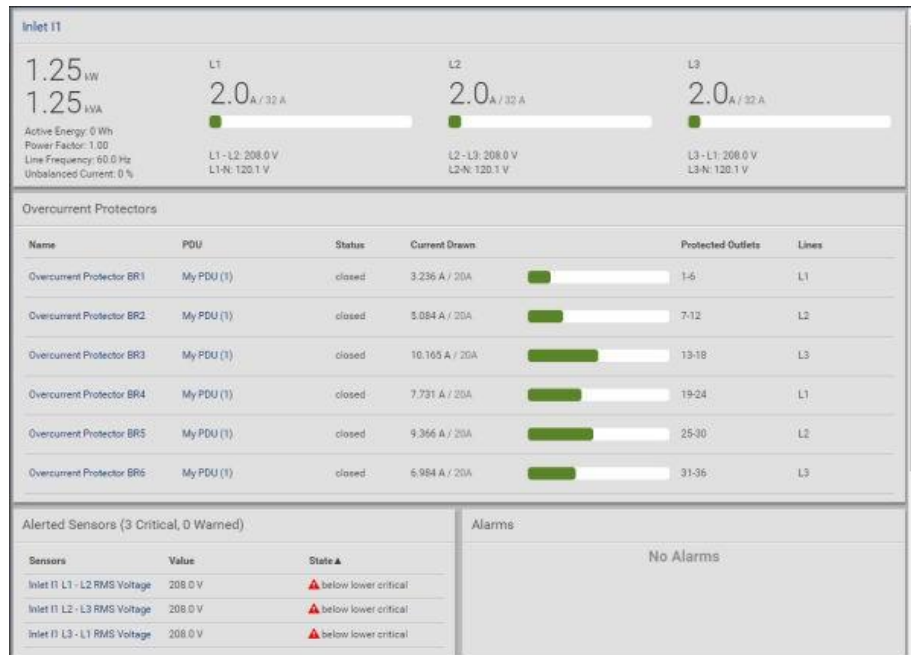 Inlet I1
1.25 kW
1.25 kVA
Active Energy: 0 Wh
Power Factor: 1.00
Line Frequency: 60.0 Hz
Unbalanced Current: 0 %
L1
2.0 A / 32 A
L1 - L2: 208.0 V
L1-N: 120.1 V
L2
2.0 A / 32 A
L2 - L3: 208.0 V
L2-N: 120.1 V
L3
2.0 A / 32 A
L3 - L1: 208.0 V
L3-N: 120.1 V
Overcurrent Protectors
Name PDU Status Current Drawn Protected Outlets Lines
Overcurrent Protector BR1 My PDU (1) closed 3.236 A / 20A 1-6 L1
Overcurrent Protector BR2 My PDU (1) closed 5.084 A / 20A 7-12 L2
Overcurrent Protector BR3 My PDU (1) closed 10.165 A / 20A 13-18 L3
Overcurrent Protector BR4 My PDU (1) closed 7.731 A / 20A 19-24 L1
Overcurrent Protector BR5 My PDU (1) closed 9.366 A / 20A 25-30 L2
Overcurrent Protector BR6 My PDU (1) closed 6.984 A / 20A 31-36 L3
Alerted Sensors (3 Critical, 0 Warned)
Sensors Value State▲
Inlet I1 L1 - L2 RMS Voltage 208.0 V below lower critical
Inlet I1 L2 - L3 RMS Voltage 208.0 V below lower critical
Inlet I1 L3 - L1 RMS Voltage 208.0 V below lower critical
Alarms
No Alarms